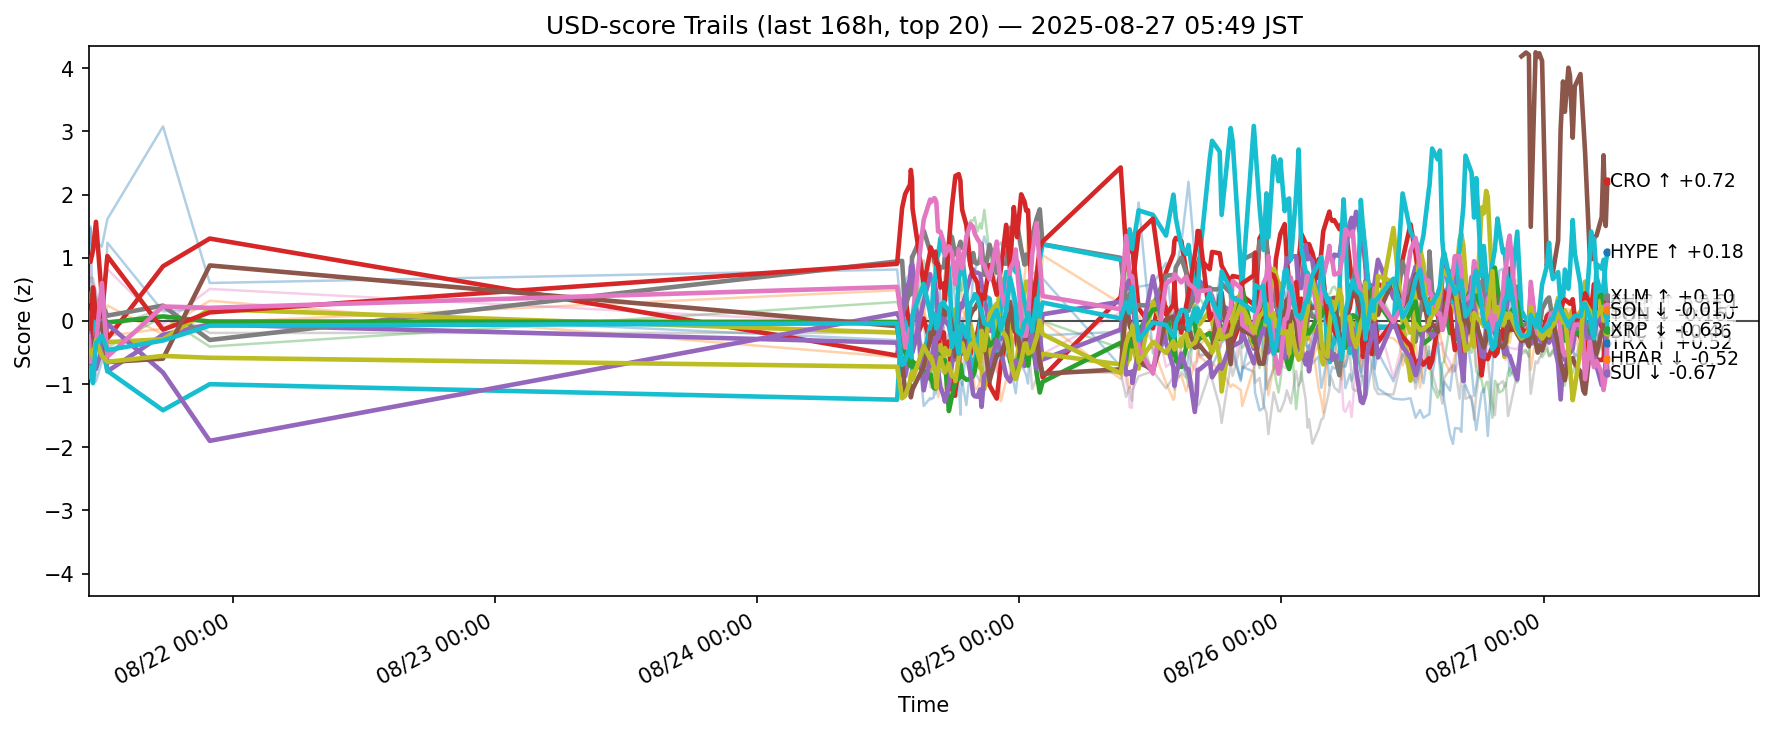 USD-score Trails (last 168h, top 20) — 2025-08-27 05:49 JST
Score (z)
4
3
2
1
0
−1
−2
−3
−4
CRO ↑ +0.72
HYPE ↑ +0.18
XLM ↑ +0.10
SOL ↓ -0.01
XRP ↓ -0.63
TRX ↑ +0.52
HBAR ↓ -0.52
SUI ↓ -0.67
08/22 00:00
08/23 00:00
08/24 00:00
08/25 00:00
08/26 00:00
08/27 00:00
Time